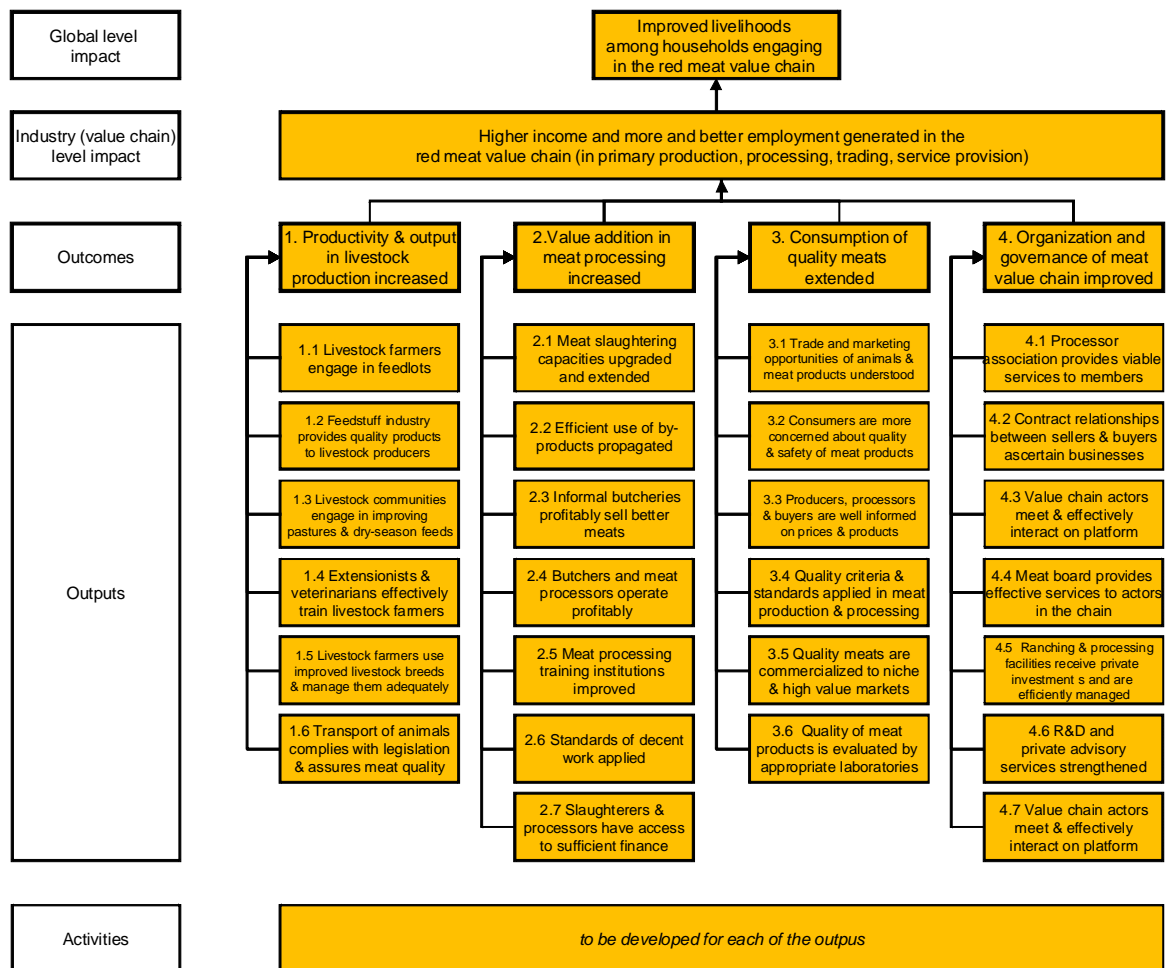 Global level
impact
Improved livelihoods
among households engaging
in the red meat value chain
Industry (value chain)
level impact
Higher income and more and better employment generated in the
red meat value chain (in primary production, processing, trading, service provision)
Outcomes
1. Productivity & output
in livestock
production increased
2.Value addition in
meat processing
increased
3. Consumption of
quality meats
extended
4. Organization and
governance of meat
value chain improved
Outputs
1.1 Livestock farmers
engage in feedlots
1.2 Feedstuff industry
provides quality products
to livestock producers
1.3 Livestock communities
engage in improving
pastures & dry-season feeds
1.4 Extensionists &
veterinarians effectively
train livestock farmers
1.5 Livestock farmers use
improved livestock breeds
& manage them adequately
1.6 Transport of animals
complies with legislation
& assures meat quality
2.1 Meat slaughtering
capacities upgraded
and extended
2.2 Efficient use of by-
products propagated
2.3 Informal butcheries
profitably sell better
meats
2.4 Butchers and meat
processors operate
profitably
2.5 Meat processing
training institutions
improved
2.6 Standards of decent
work applied
2.7 Slaughterers &
processors have access
to sufficient finance
3.1 Trade and marketing
opportunities of animals &
meat products understood
3.2 Consumers are more
concerned about quality
& safety of meat products
3.3 Producers, processors
& buyers are well informed
on prices & products
3.4 Quality criteria &
standards applied in meat
production & processing
3.5 Quality meats are
commercialized to niche
& high value markets
3.6 Quality of meat
products is evaluated by
appropriate laboratories
4.1 Processor
association provides viable
services to members
4.2 Contract relationships
between sellers & buyers
ascertain businesses
4.3 Value chain actors
meet & effectively
interact on platform
4.4 Meat board provides
effective services to actors
in the chain
4.5 Ranching & processing
facilities receive private
investment s and are
efficiently managed
4.6 R&D and
private advisory
services strengthened
4.7 Value chain actors
meet & effectively
interact on platform
Activities
to be developed for each of the outpus